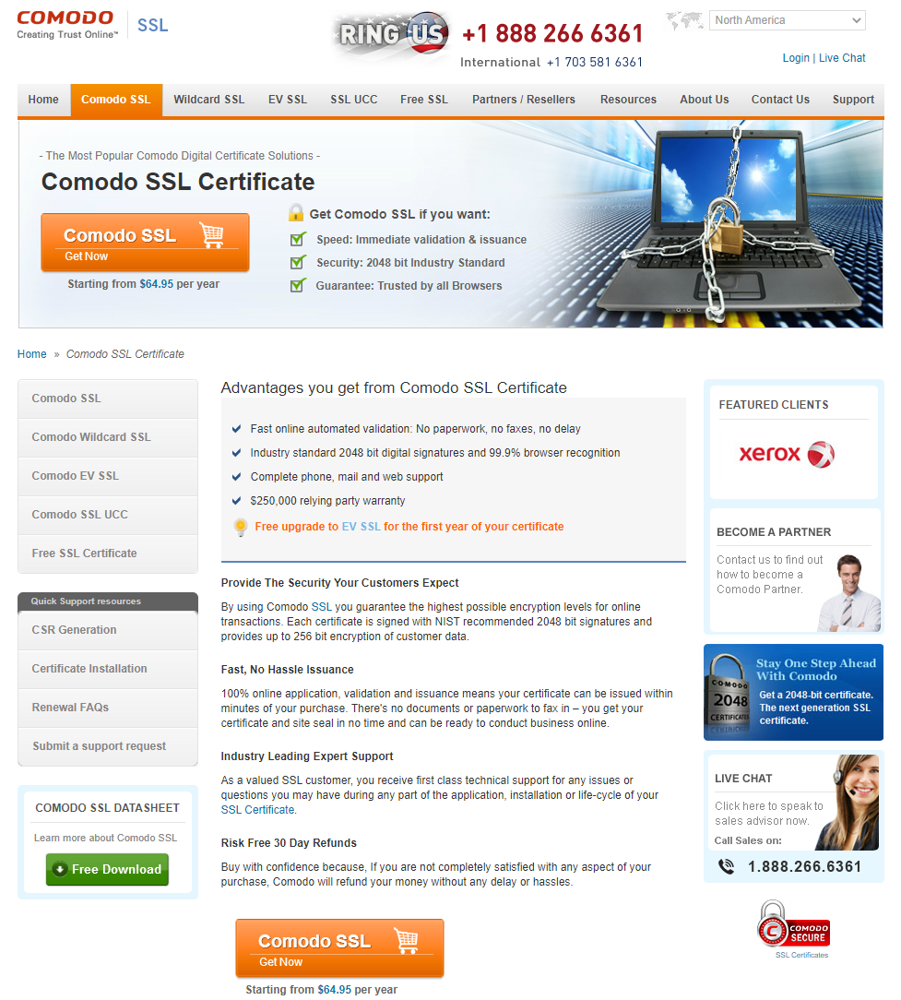 COMODO
Creating Trust Online™
SSL
RING US
+1 888 266 6361
International +1 703 581 6361
North America
Login | Live Chat
Home
Comodo SSL
Wildcard SSL
EV SSL
SSL UCC
Free SSL
Partners / Resellers
Resources
About Us
Contact Us
Support
- The Most Popular Comodo Digital Certificate Solutions -
Comodo SSL Certificate
Comodo SSL
Get Now
Starting from $64.95 per year
Get Comodo SSL if you want:
Speed: Immediate validation & issuance
Security: 2048 bit Industry Standard
Guarantee: Trusted by all Browsers
Home » Comodo SSL Certificate
Comodo SSL
Comodo Wildcard SSL
Comodo EV SSL
Comodo SSL UCC
Free SSL Certificate
Quick Support resources
CSR Generation
Certificate Installation
Renewal FAQs
Submit a support request
COMODO SSL DATASHEET
Learn more about Comodo SSL
Free Download
Advantages you get from Comodo SSL Certificate
Fast online automated validation: No paperwork, no faxes, no delay
Industry standard 2048 bit digital signatures and 99.9% browser recognition
Complete phone, mail and web support
$250,000 relying party warranty
Free upgrade to EV SSL for the first year of your certificate
Provide The Security Your Customers Expect
By using Comodo SSL you guarantee the highest possible encryption levels for online
transactions. Each certificate is signed with NIST recommended 2048 bit signatures and
provides up to 256 bit encryption of customer data.
Fast, No Hassle Issuance
100% online application, validation and issuance means your certificate can be issued within
minutes of your purchase. There's no documents or paperwork to fax in – you get your
certificate and site seal in no time and can be ready to conduct business online.
Industry Leading Expert Support
As a valued SSL customer, you receive first class technical support for any issues or
questions you may have during any part of the application, installation or life-cycle of your
SSL Certificate.
Risk Free 30 Day Refunds
Buy with confidence because, If you are not completely satisfied with any aspect of your
purchase, Comodo will refund your money without any delay or hassles.
Comodo SSL
Get Now
Starting from $64.95 per year
FEATURED CLIENTS
xerox
BECOME A PARTNER
Contact us to find out
how to become a
Comodo Partner.
COMODO
2048
CERTIFICATE
Stay One Step Ahead
With Comodo
Get a 2048-bit certificate.
The next generation SSL
certificate.
LIVE CHAT
Click here to speak to
sales advisor now.
Call Sales on:
1.888.266.6361
C COMODO
SECURE
SSL Certificates